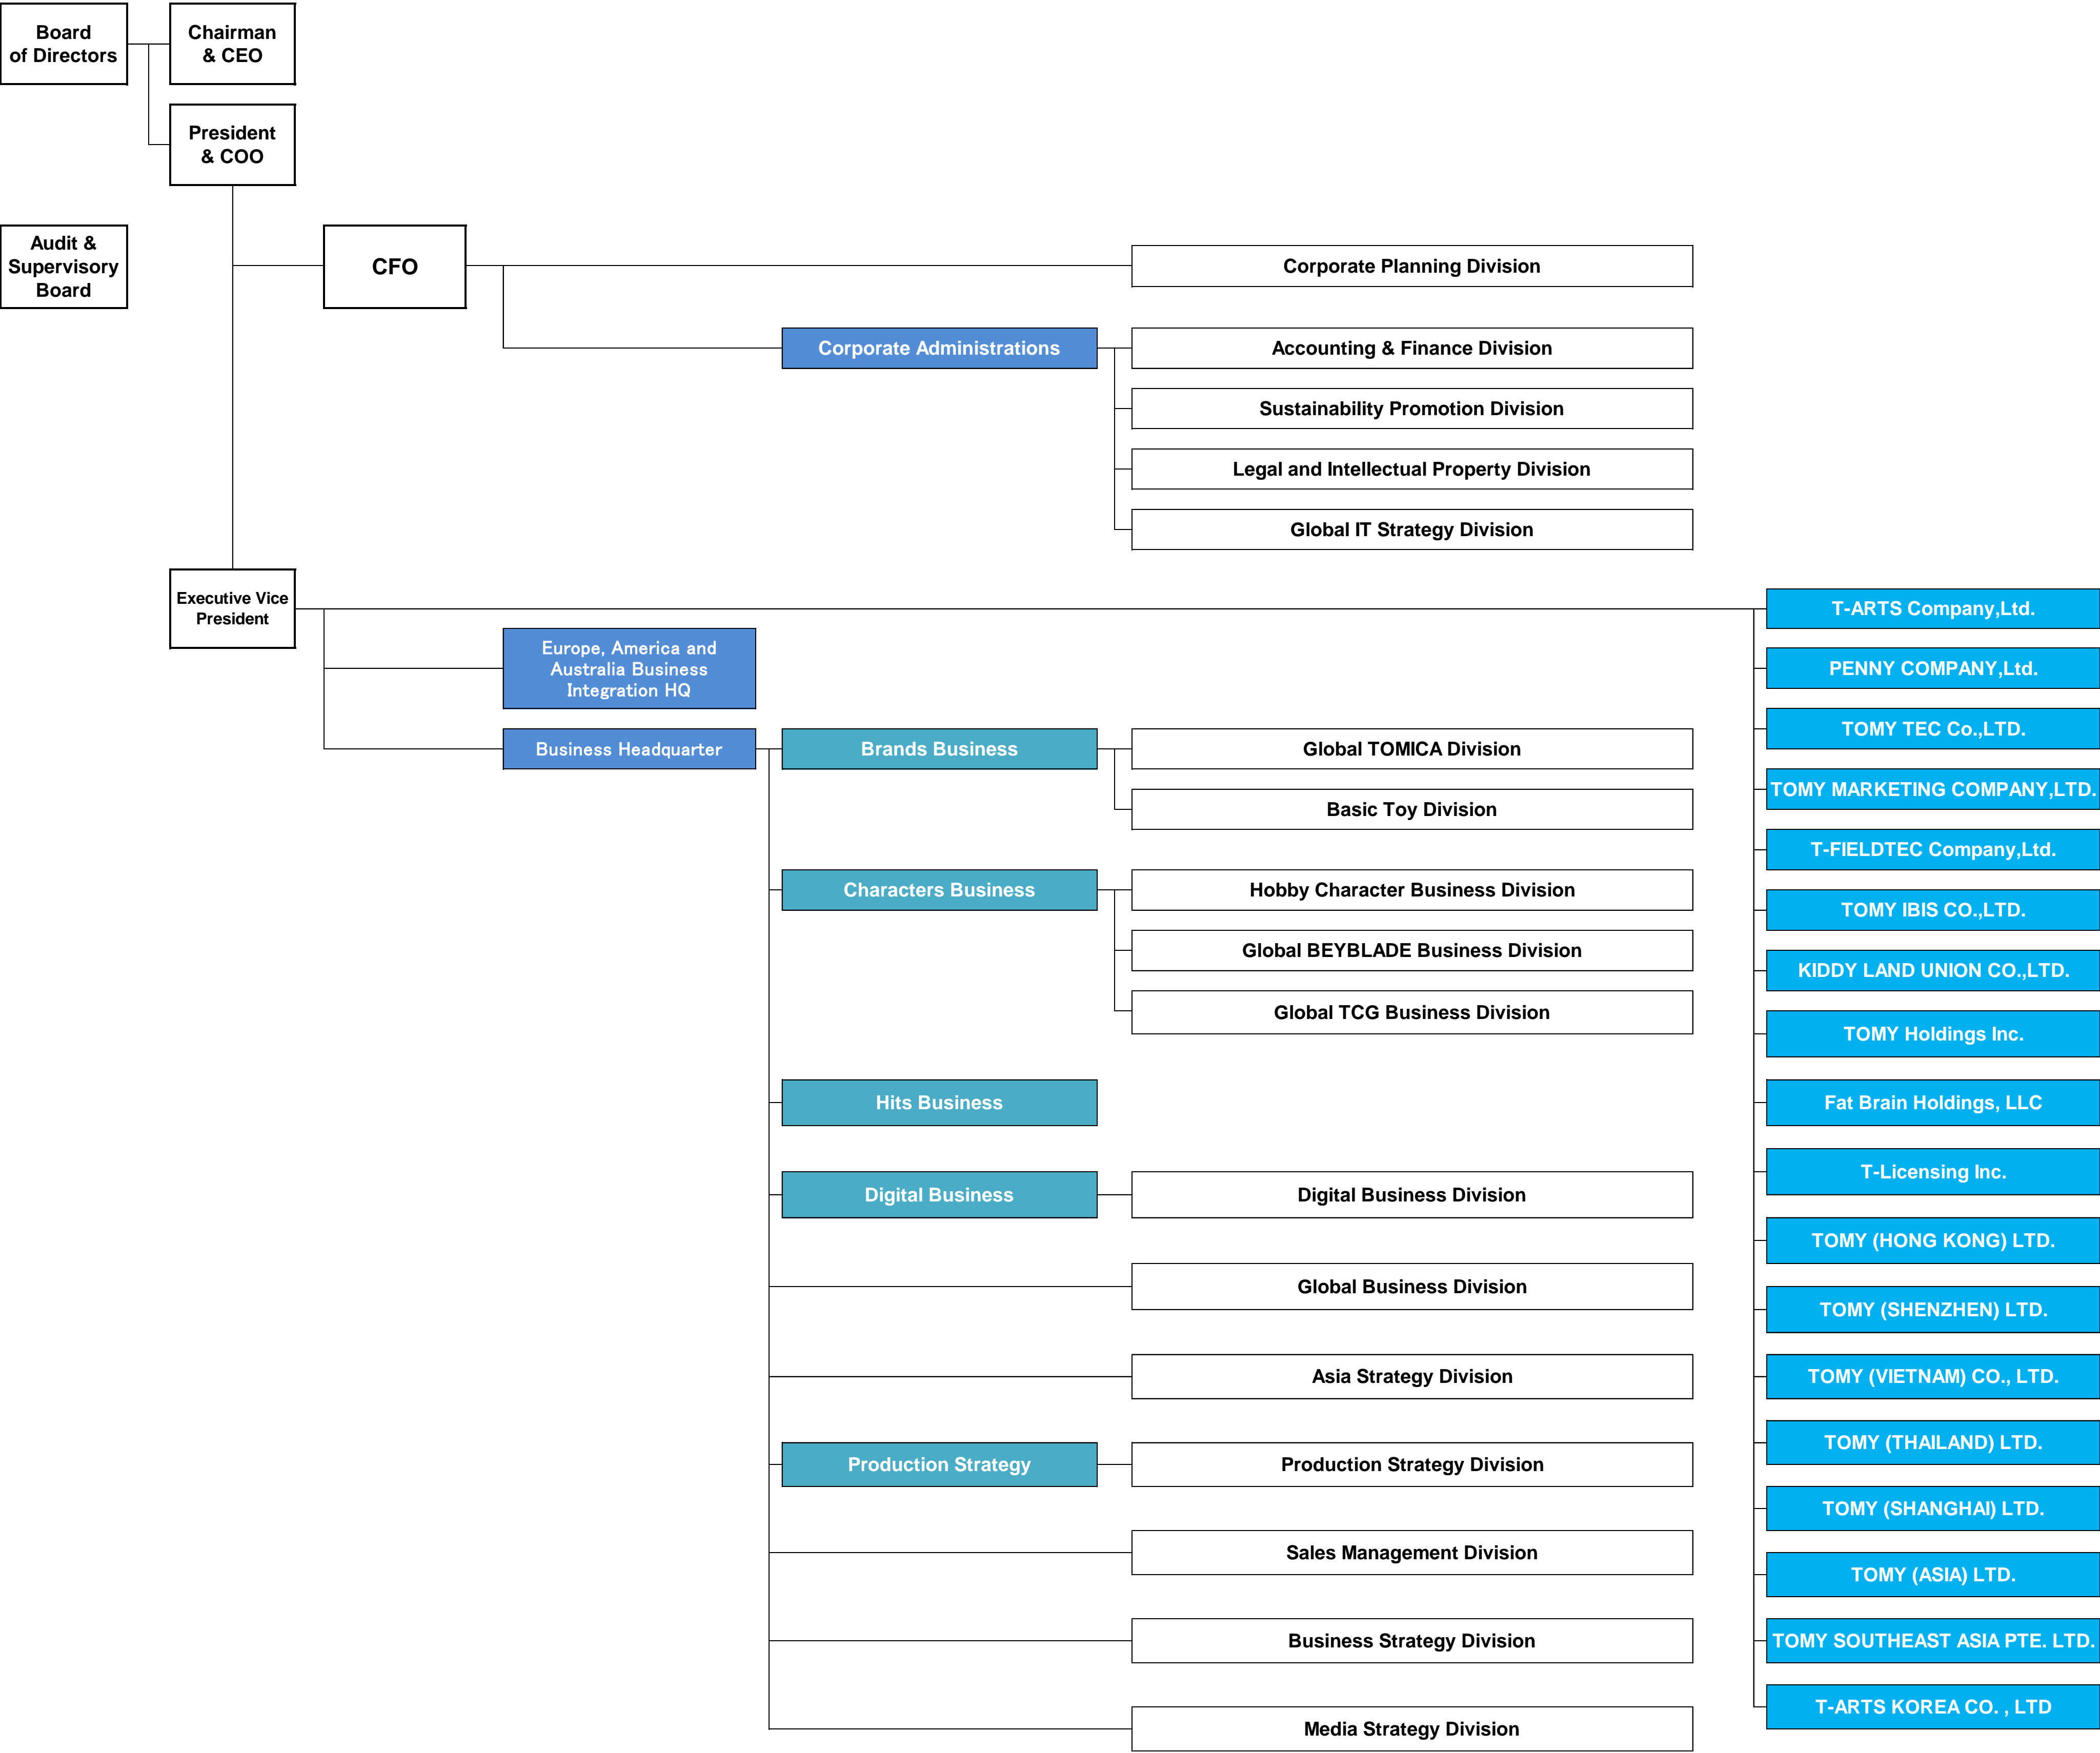 Board
of Directors
Chairman
& CEO
President
& COO
Audit &
Supervisory
Board
CFO
Corporate Planning Division
Corporate Administrations
Accounting & Finance Division
Sustainability Promotion Division
Legal and Intellectual Property Division
Global IT Strategy Division
Executive Vice
President
Europe, America and
Australia Business
Integration HQ
Business Headquarter
Brands Business
Global TOMICA Division
Basic Toy Division
Characters Business
Hobby Character Business Division
Global BEYBLADE Business Division
Global TCG Business Division
Hits Business
Digital Business
Digital Business Division
Global Business Division
Asia Strategy Division
Production Strategy
Production Strategy Division
Sales Management Division
Business Strategy Division
Media Strategy Division
T-ARTS Company,Ltd.
PENNY COMPANY,Ltd.
TOMY TEC Co.,LTD.
TOMY MARKETING COMPANY,LTD.
T-FIELDTEC Company,Ltd.
TOMY IBIS CO.,LTD.
KIDDY LAND UNION CO.,LTD.
TOMY Holdings Inc.
Fat Brain Holdings, LLC
T-Licensing Inc.
TOMY (HONG KONG) LTD.
TOMY (SHENZHEN) LTD.
TOMY (VIETNAM) CO., LTD.
TOMY (THAILAND) LTD.
TOMY (SHANGHAI) LTD.
TOMY (ASIA) LTD.
TOMY SOUTHEAST ASIA PTE. LTD.
T-ARTS KOREA CO. , LTD